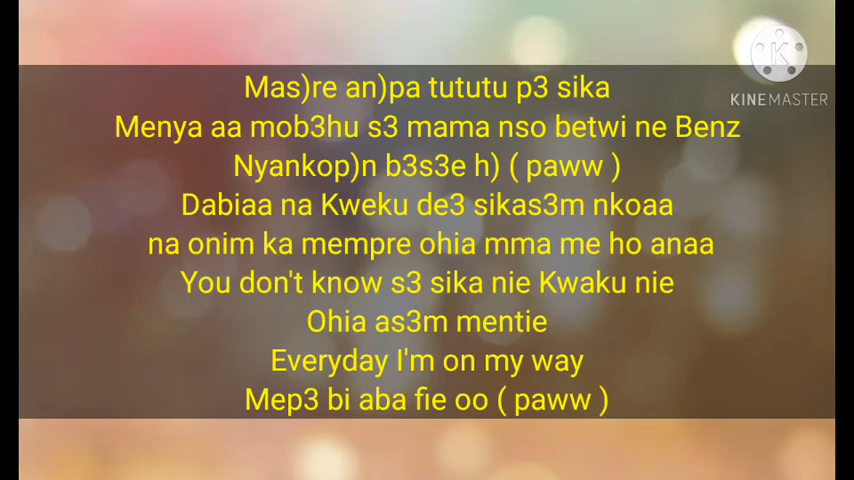 KINEMASTER
Mas)re an)pa tututu p3 sika
Menya aa mob3hu s3 mama nso betwi ne Benz
Nyankop)n b3s3e h) ( paww )
Dabiaa na Kweku de3 sikas3m nkoaa
na onim ka mempre ohia mma me ho anaa
You don't know s3 sika nie Kwaku nie
Ohia as3m mentie
Everyday I'm on my way
Mep3 bi aba fie oo ( paww )